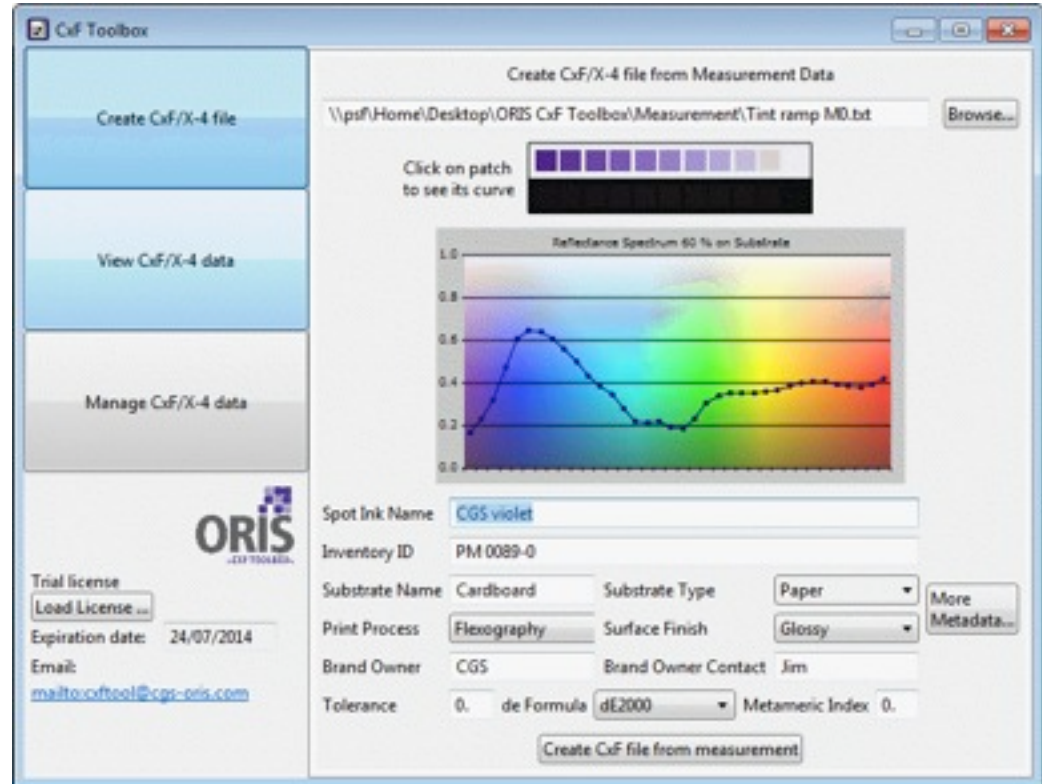 CxF Toolbox
Create CxF/X-4 file
View CxF/X-4 data
Manage CxF/X-4 data
ORIS
CXF TOOLBOX
Trial license
Load License ...
Expiration date: 24/07/2014
Email:
mailto:cxftool@cgs-oris.com
Create CxF/X-4 file from Measurement Data
\\psf\Home\Desktop\ORIS CxF Toolbox\Measurement\Tint ramp M0.txt Browse...
Click on patch
to see its curve
Reflectance Spectrum 60 % on Substrate
1.0
0.8
0.6
0.4
0.2
0.0
Spot Ink Name CGS violet
Inventory ID PM 0089-0
Substrate Name Cardboard Substrate Type Paper
More
Metadata...
Print Process Flexography Surface Finish Glossy
Brand Owner CGS Brand Owner Contact Jim
Tolerance 0. de Formula dE2000 Metameric Index 0.
Create CxF file from measurement